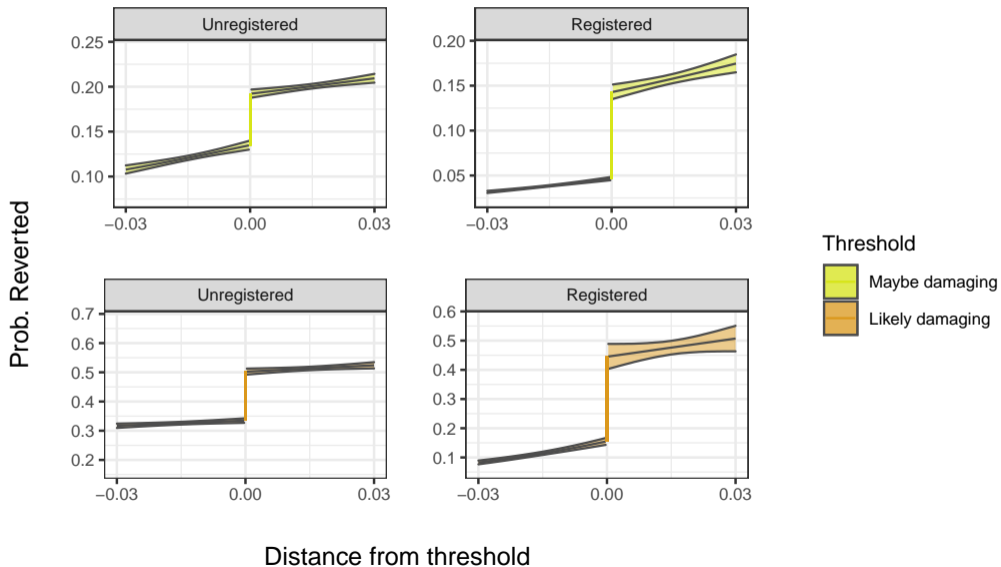 Unregistered
Registered
0.25
0.20
0.15
0.10
−0.03 0.00 0.03
0.20
0.15
0.10
0.05
−0.03 0.00 0.03
Prob. Reverted
Unregistered
Registered
0.7
0.6
0.5
0.4
0.3
0.2
−0.03 0.00 0.03
0.6
0.5
0.4
0.3
0.2
0.1
−0.03 0.00 0.03
Distance from threshold
Threshold
Maybe damaging
Likely damaging